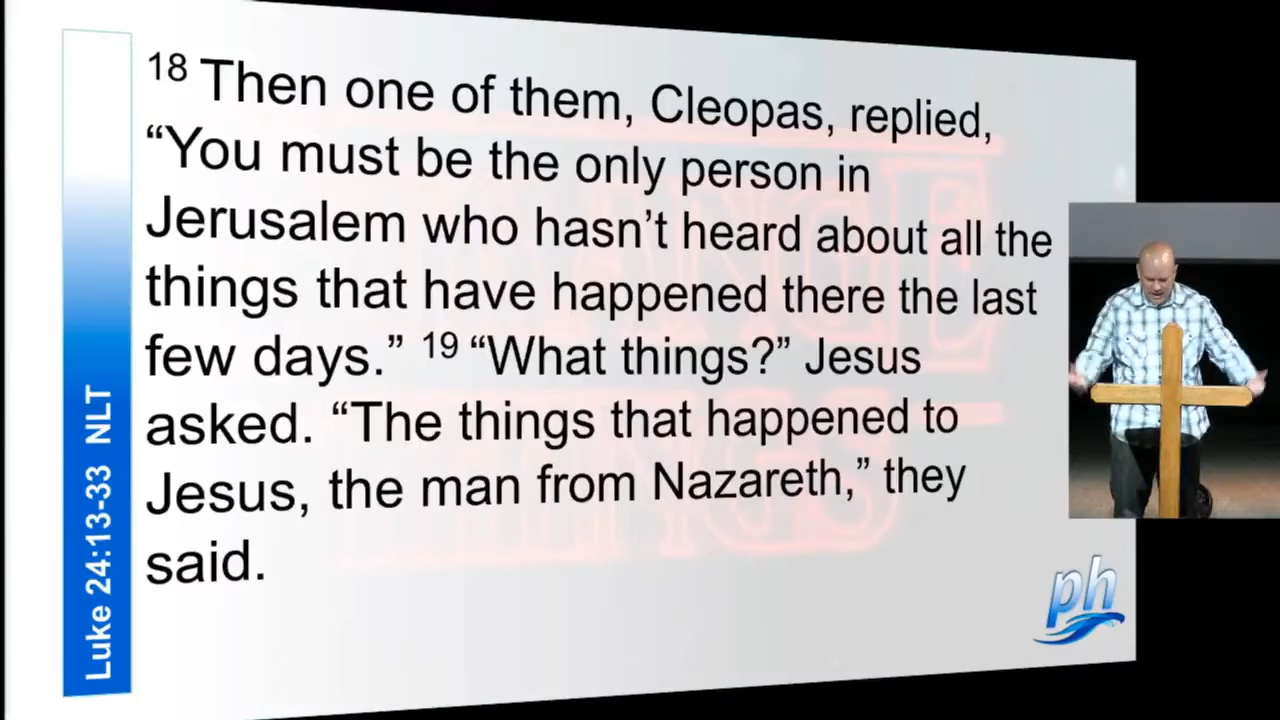 18 Then one of them, Cleopas, replied,
“You must be the only person in
Jerusalem who hasn’t heard about all the
things that have happened there the last
few days.” 19 “What things?” Jesus
asked. “The things that happened to
Jesus, the man from Nazareth,” they
said.
Luke 24:13-33 NLT
ph